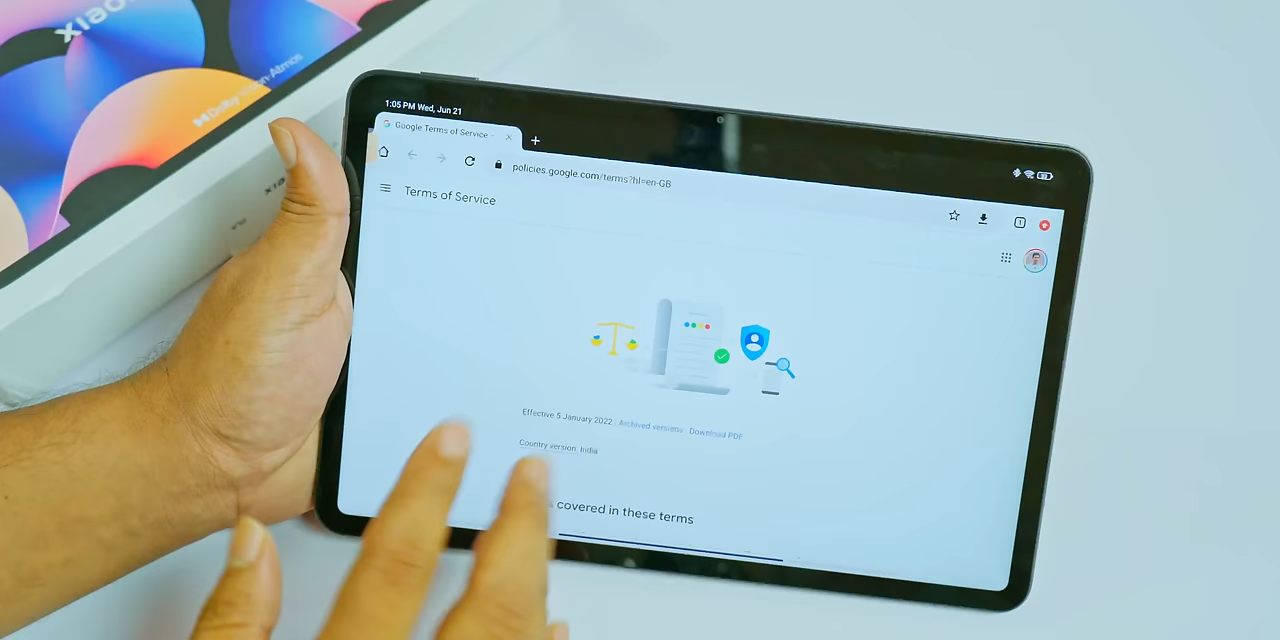 xiaomi
Dolby Vision·Atmos
1:05 PM Wed, Jun 21
Google Terms of Service –
policies.google.com/terms?hl=en-GB
Terms of Service
Effective 5 January 2022 | Archived versions · Download PDF
Country version: India
covered in these terms